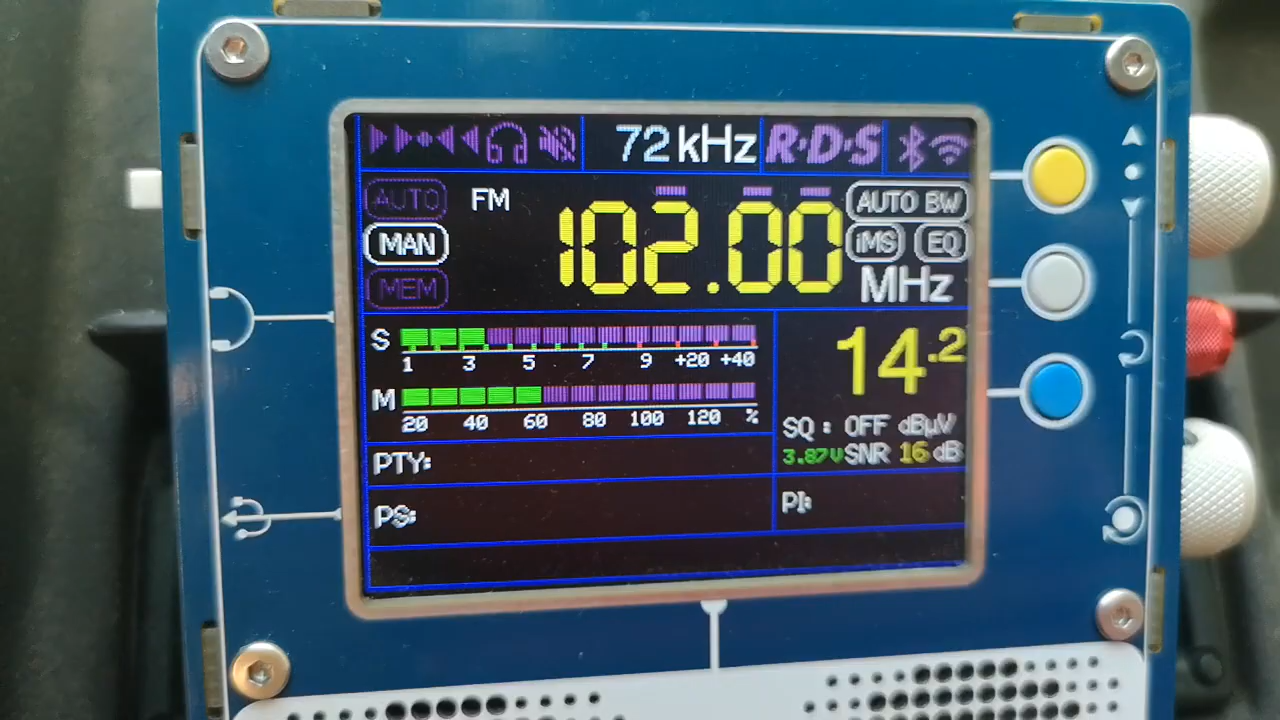 72 kHz R·D·S
AUTO FM 102.00 AUTO BW
MAN iMS EQ
MEM MHz
S 14.2
1 3 5 7 9 +20 +40
M
20 40 60 80 100 120 %
SQ: OFF dBµV
3.87V SNR 16 dB
PTY:
PS: PI: